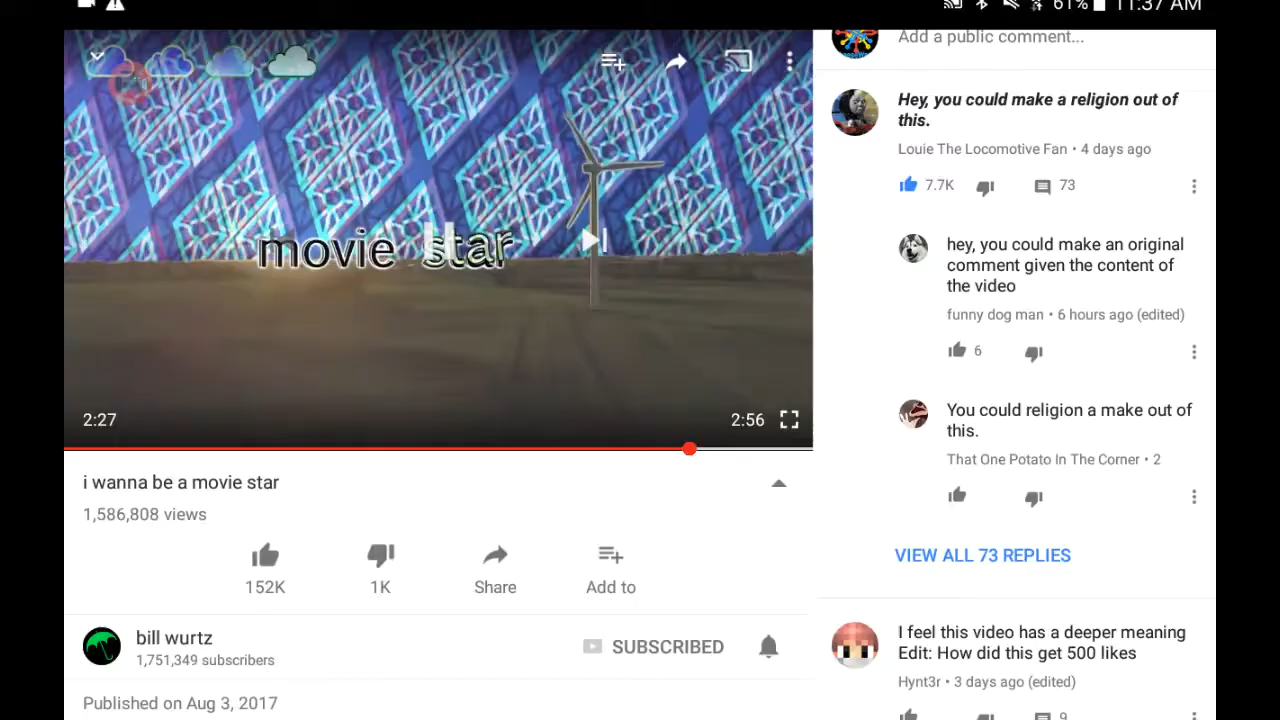 61% 11:37 AM
movie star
2:27 2:56
i wanna be a movie star
1,586,808 views
152K 1K Share Add to
bill wurtz
1,751,349 subscribers
SUBSCRIBED
Published on Aug 3, 2017
Add a public comment...
Hey, you could make a religion out of
this.
Louie The Locomotive Fan • 4 days ago
7.7K 73
hey, you could make an original
comment given the content of
the video
funny dog man • 6 hours ago (edited)
6
You could religion a make out of
this.
That One Potato In The Corner • 2
VIEW ALL 73 REPLIES
I feel this video has a deeper meaning
Edit: How did this get 500 likes
Hynt3r • 3 days ago (edited)
9